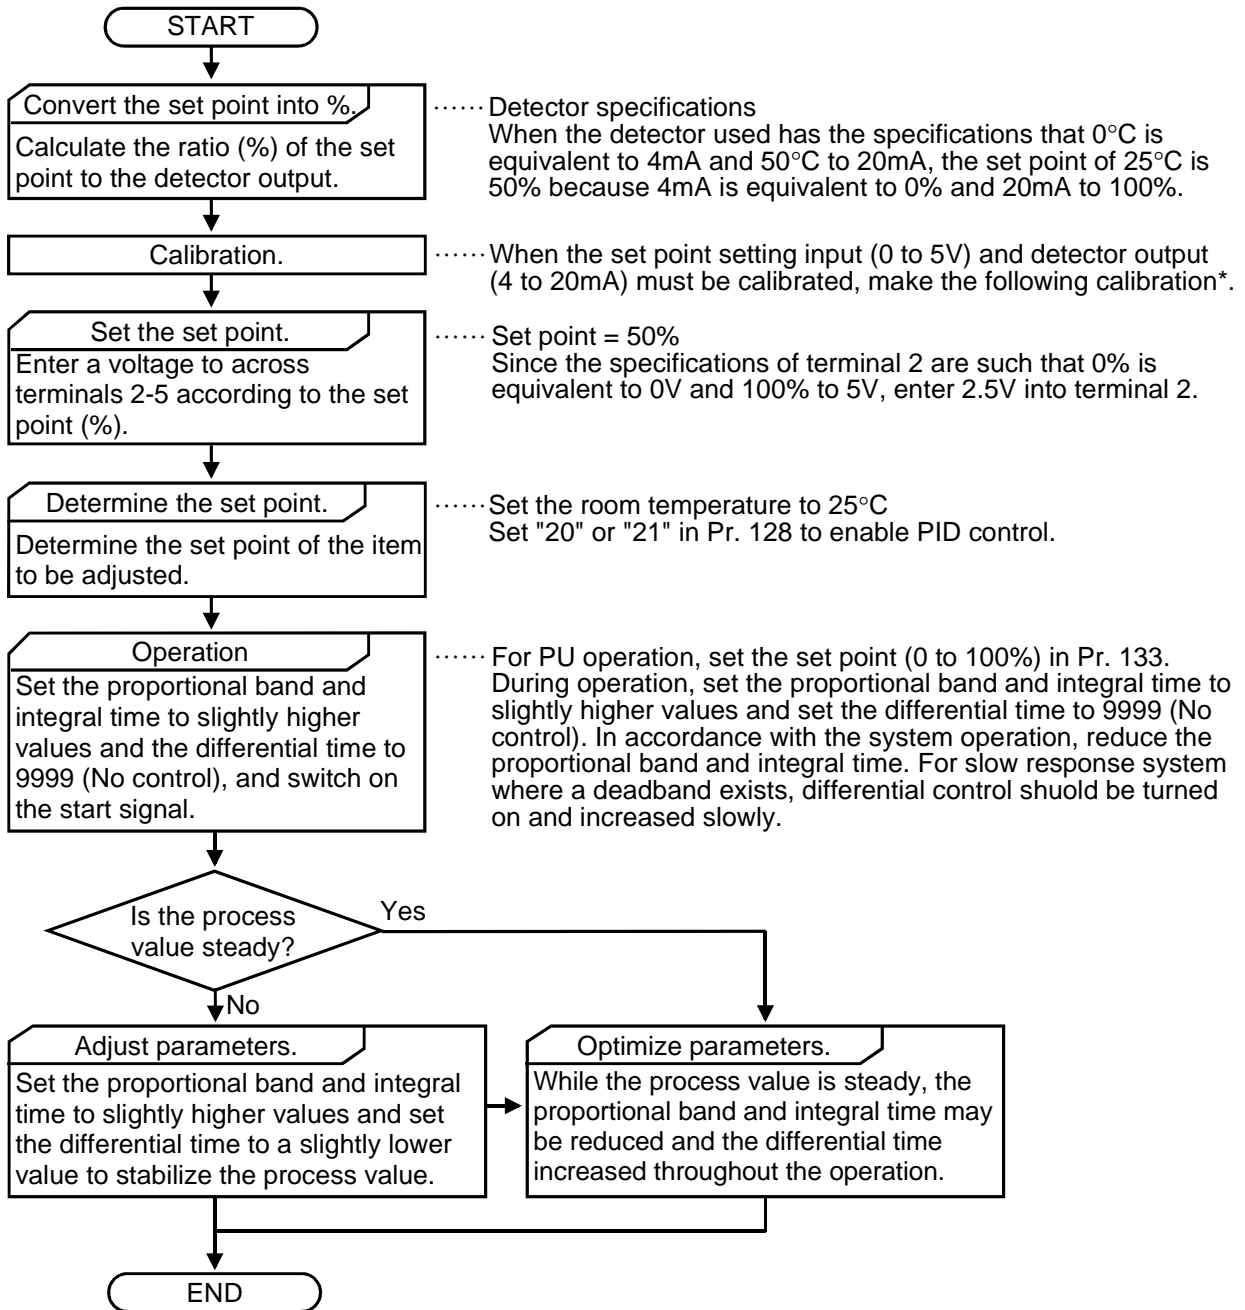 START
Convert the set point into %.
Calculate the ratio (%) of the set
point to the detector output.
Detector specifications
When the detector used has the specifications that 0°C is
equivalent to 4mA and 50°C to 20mA, the set point of 25°C is
50% because 4mA is equivalent to 0% and 20mA to 100%.
Calibration.
When the set point setting input (0 to 5V) and detector output
(4 to 20mA) must be calibrated, make the following calibration*.
Set the set point.
Enter a voltage to across
terminals 2-5 according to the set
point (%).
Set point = 50%
Since the specifications of terminal 2 are such that 0% is
equivalent to 0V and 100% to 5V, enter 2.5V into terminal 2.
Determine the set point.
Determine the set point of the item
to be adjusted.
Set the room temperature to 25°C
Set "20" or "21" in Pr. 128 to enable PID control.
Operation
Set the proportional band and
integral time to slightly higher
values and the differential time to
9999 (No control), and switch on
the start signal.
For PU operation, set the set point (0 to 100%) in Pr. 133.
During operation, set the proportional band and integral time to
slightly higher values and set the differential time to 9999 (No
control). In accordance with the system operation, reduce the
proportional band and integral time. For slow response system
where a deadband exists, differential control shuold be turned
on and increased slowly.
Is the process
value steady?
Yes
No
Adjust parameters.
Set the proportional band and integral
time to slightly higher values and set
the differential time to a slightly lower
value to stabilize the process value.
Optimize parameters.
While the process value is steady, the
proportional band and integral time may
be reduced and the differential time
increased throughout the operation.
END